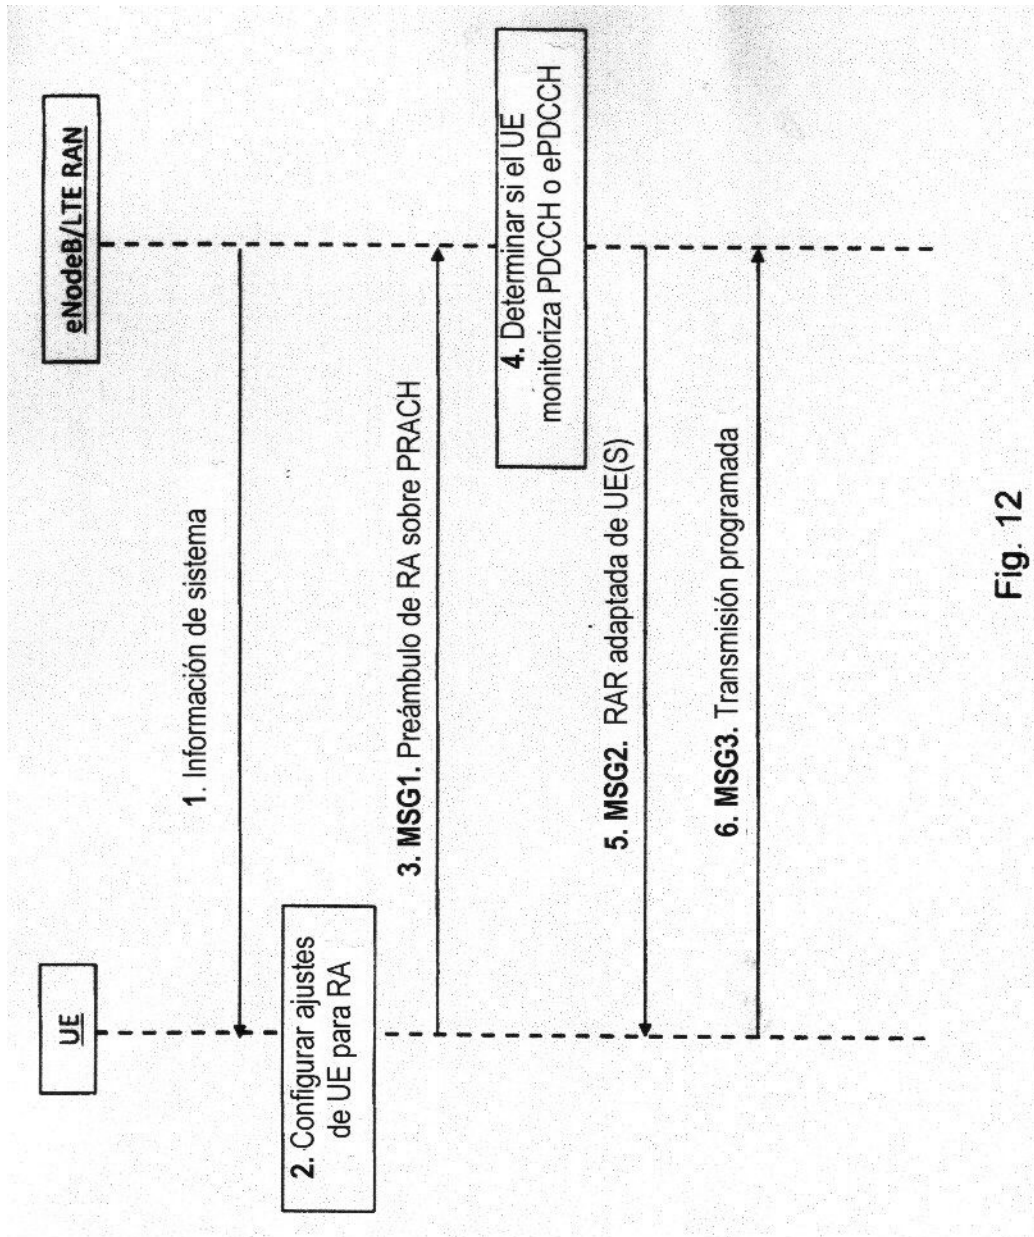 UE
eNodeB/LTE RAN
1. Información de sistema
2. Configurar ajustes
de UE para RA
3. MSG1. Preámbulo de RA sobre PRACH
4. Determinar si el UE
monitoriza PDCCH o ePDCCH
5. MSG2. RAR adaptada de UE(S)
6. MSG3. Transmisión programada
Fig. 12